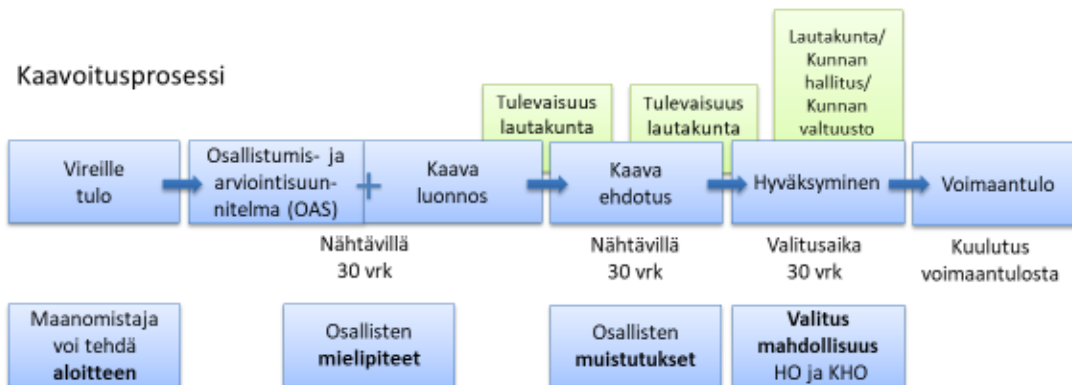 Kaavoitusprosessi
Tulevaisuus
lautakunta
Tulevaisuus
lautakunta
Lautakunta/
Kunnan
hallitus/
Kunnan
valtuusto
Vireille
tulo
Osallistumis- ja
arviointisuun-
nitelma (OAS)
+
Kaava
luonnos
Kaava
ehdotus
Hyväksyminen
Voimaantulo
Nähtävillä
30 vrk
Nähtävillä
30 vrk
Valitusaika
30 vrk
Kuulutus
voimaantulosta
Maanomistaja
voi tehdä
aloitteen
Osallisten
mielipiteet
Osallisten
muistutukset
Valitus
mahdollisuus
HO ja KHO